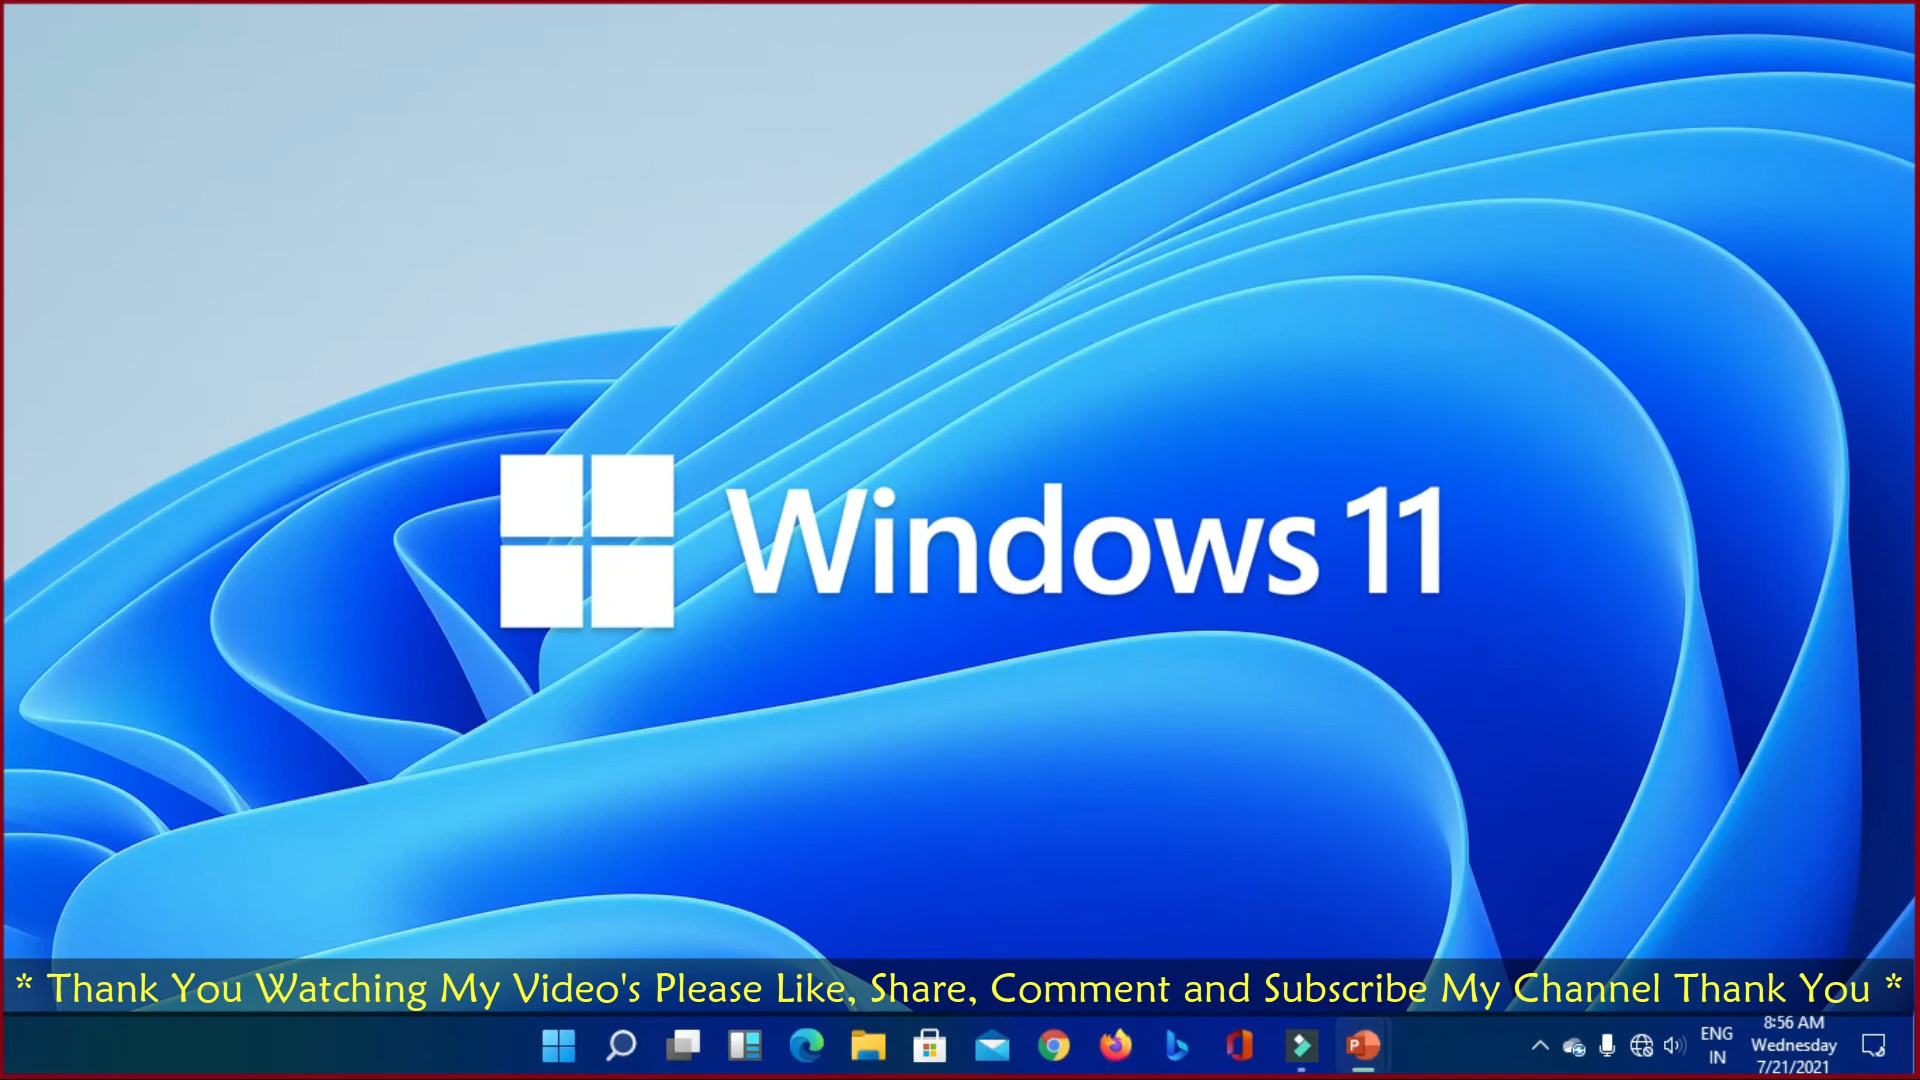 Windows 11
* Thank You Watching My Video's Please Like, Share, Comment and Subscribe My Channel Thank You *
ENG
IN
8:56 AM
Wednesday
7/21/2021